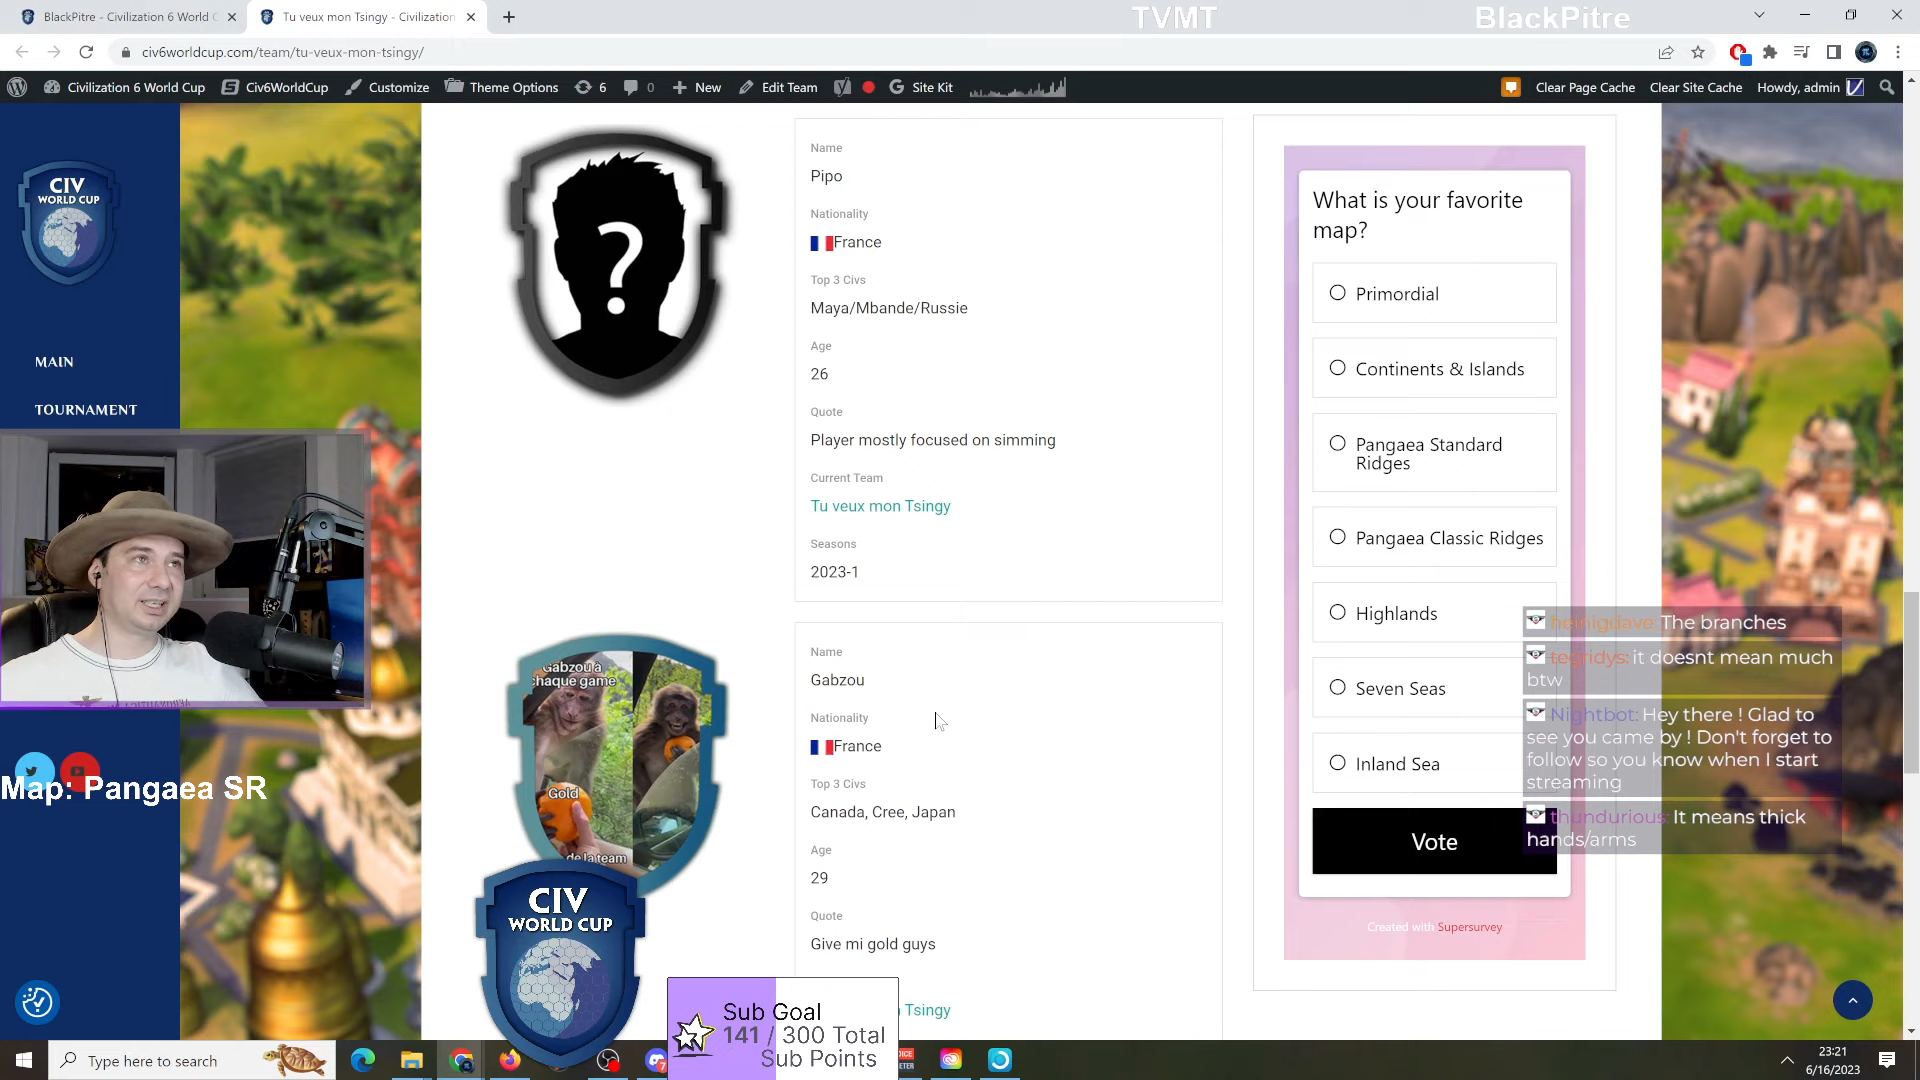 BlackPitre - Civilization 6 World C
Tu veux mon Tsingy - Civilization
TVMT
BlackPitre
civ6worldcup.com/team/tu-veux-mon-tsingy/
Civilization 6 World Cup
Civ6WorldCup
Customize
Theme Options
6
0
New
Edit Team
Site Kit
Clear Page Cache
Clear Site Cache
Howdy, admin
CIV
WORLD CUP
MAIN
TOURNAMENT
Map: Pangaea SR
?
Name
Pipo
Nationality
France
Top 3 Civs
Maya/Mbande/Russie
Age
26
Quote
Player mostly focused on simming
Current Team
Tu veux mon Tsingy
Seasons
2023-1
Gabzou à
chaque game
Gold
de la team
Name
Gabzou
Nationality
France
Top 3 Civs
Canada, Cree, Japan
Age
29
Quote
Give mi gold guys
Tsingy
CIV
WORLD CUP
Sub Goal
141 / 300 Total
Sub Points
What is your favorite
map?
Primordial
Continents & Islands
Pangaea Standard
Ridges
Pangaea Classic Ridges
Highlands
Seven Seas
Inland Sea
Vote
Created with Supersurvey
heinigdave: The branches
tegridys: it doesnt mean much
btw
Nightbot: Hey there ! Glad to
see you came by ! Don't forget to
follow so you know when I start
streaming
thundurious: It means thick
hands/arms
Type here to search
23:21
6/16/2023